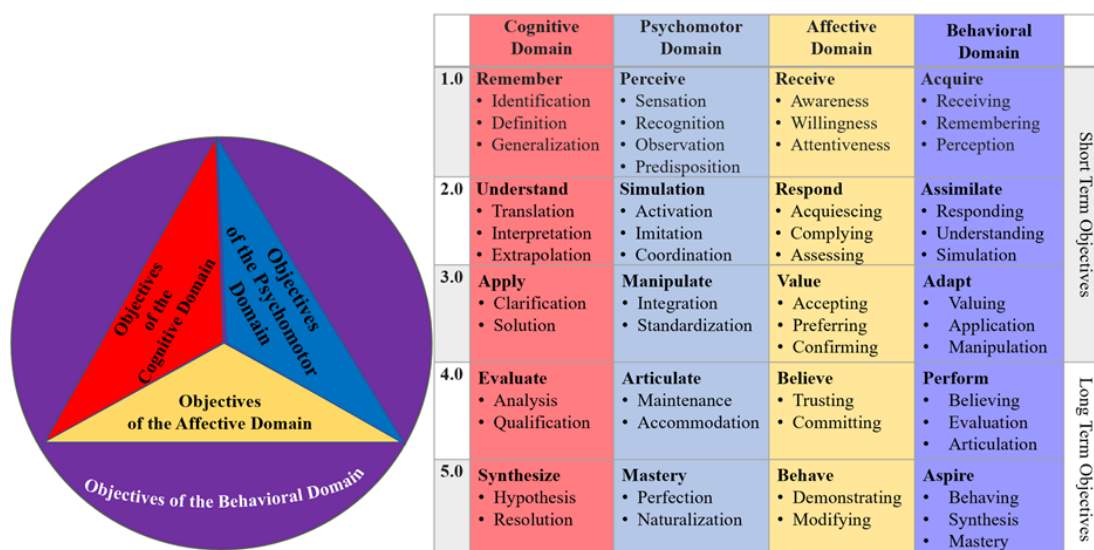 Objectives
of the
Cognitive Domain
Objectives
of the Psychomotor
Domain
Objectives
of the Affective Domain
Objectives of the Behavioral Domain
Cognitive
Domain
Psychomotor
Domain
Affective
Domain
Behavioral
Domain
1.0
Remember
• Identification
• Definition
• Generalization
Perceive
• Sensation
• Recognition
• Observation
• Predisposition
Receive
• Awareness
• Willingness
• Attentiveness
Acquire
• Receiving
• Remembering
• Perception
2.0
Understand
• Translation
• Interpretation
• Extrapolation
Simulation
• Activation
• Imitation
• Coordination
Respond
• Acquiescing
• Complying
• Assessing
Assimilate
• Responding
• Understanding
• Simulation
3.0
Apply
• Clarification
• Solution
Manipulate
• Integration
• Standardization
Value
• Accepting
• Preferring
• Confirming
Adapt
• Valuing
• Application
• Manipulation
Short Term Objectives
4.0
Evaluate
• Analysis
• Qualification
Articulate
• Maintenance
• Accommodation
Believe
• Trusting
• Committing
Perform
• Believing
• Evaluation
• Articulation
5.0
Synthesize
• Hypothesis
• Resolution
Mastery
• Perfection
• Naturalization
Behave
• Demonstrating
• Modifying
Aspire
• Behaving
• Synthesis
• Mastery
Long Term Objectives